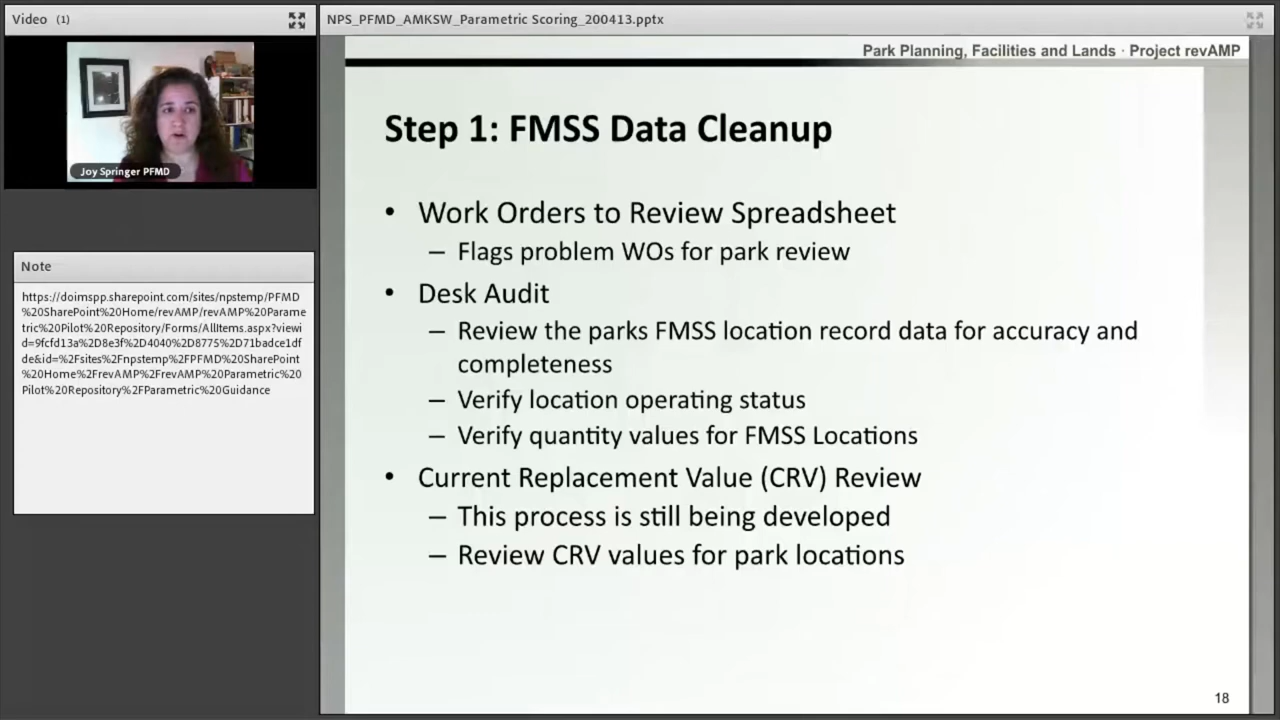 Video (1)
NPS_PFMD_AMKSW_Parametric Scoring_200413.pptx
Joy Springer PFMD
Note
https://doimspp.sharepoint.com/sites/npstemp/PFMD
%20SharePoint%20Home/revAMP/revAMP%20Parame
tric%20Pilot%20Repository/Forms/AllItems.aspx?viewi
d=9fcfd13a%2D8e3f%2D4040%2D8775%2D71badce1df
de&id=%2Fsites%2Fnpstemp%2FPFMD%20SharePoint
%20Home%2FrevAMP%2FrevAMP%20Parametric%20
Pilot%20Repository%2FParametric%20Guidance
Park Planning, Facilities and Lands · Project revAMP
Step 1: FMSS Data Cleanup
• Work Orders to Review Spreadsheet
– Flags problem WOs for park review
• Desk Audit
– Review the parks FMSS location record data for accuracy and
completeness
– Verify location operating status
– Verify quantity values for FMSS Locations
• Current Replacement Value (CRV) Review
– This process is still being developed
– Review CRV values for park locations
18